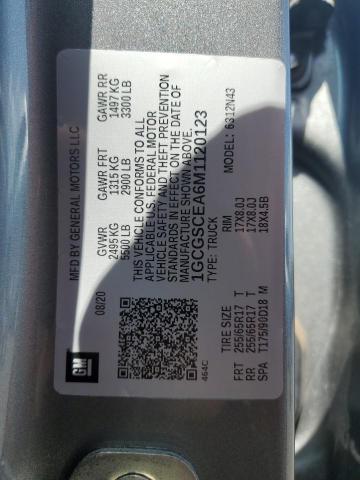 MFD BY GENERAL MOTORS LLC
08/20 GVWR GAWR FRT GAWR RR
2495 KG 1315 KG 1497 KG
5500 LB 2900 LB 3300 LB
THIS VEHICLE CONFORMS TO ALL
APPLICABLE U.S. FEDERAL MOTOR
VEHICLE SAFETY AND THEFT PREVENTION
STANDARDS IN EFFECT ON THE DATE OF
MANUFACTURE SHOWN ABOVE.
1GCGSCEA6M1120123
TYPE: TRUCK MODEL: 6312N43
GM
464C
TIRE SIZE RIM
FRT 255/65R17 T 17X8.0J
RR 255/65R17 T 17X8.0J
SPA T175/90D18 M 18X4.5B